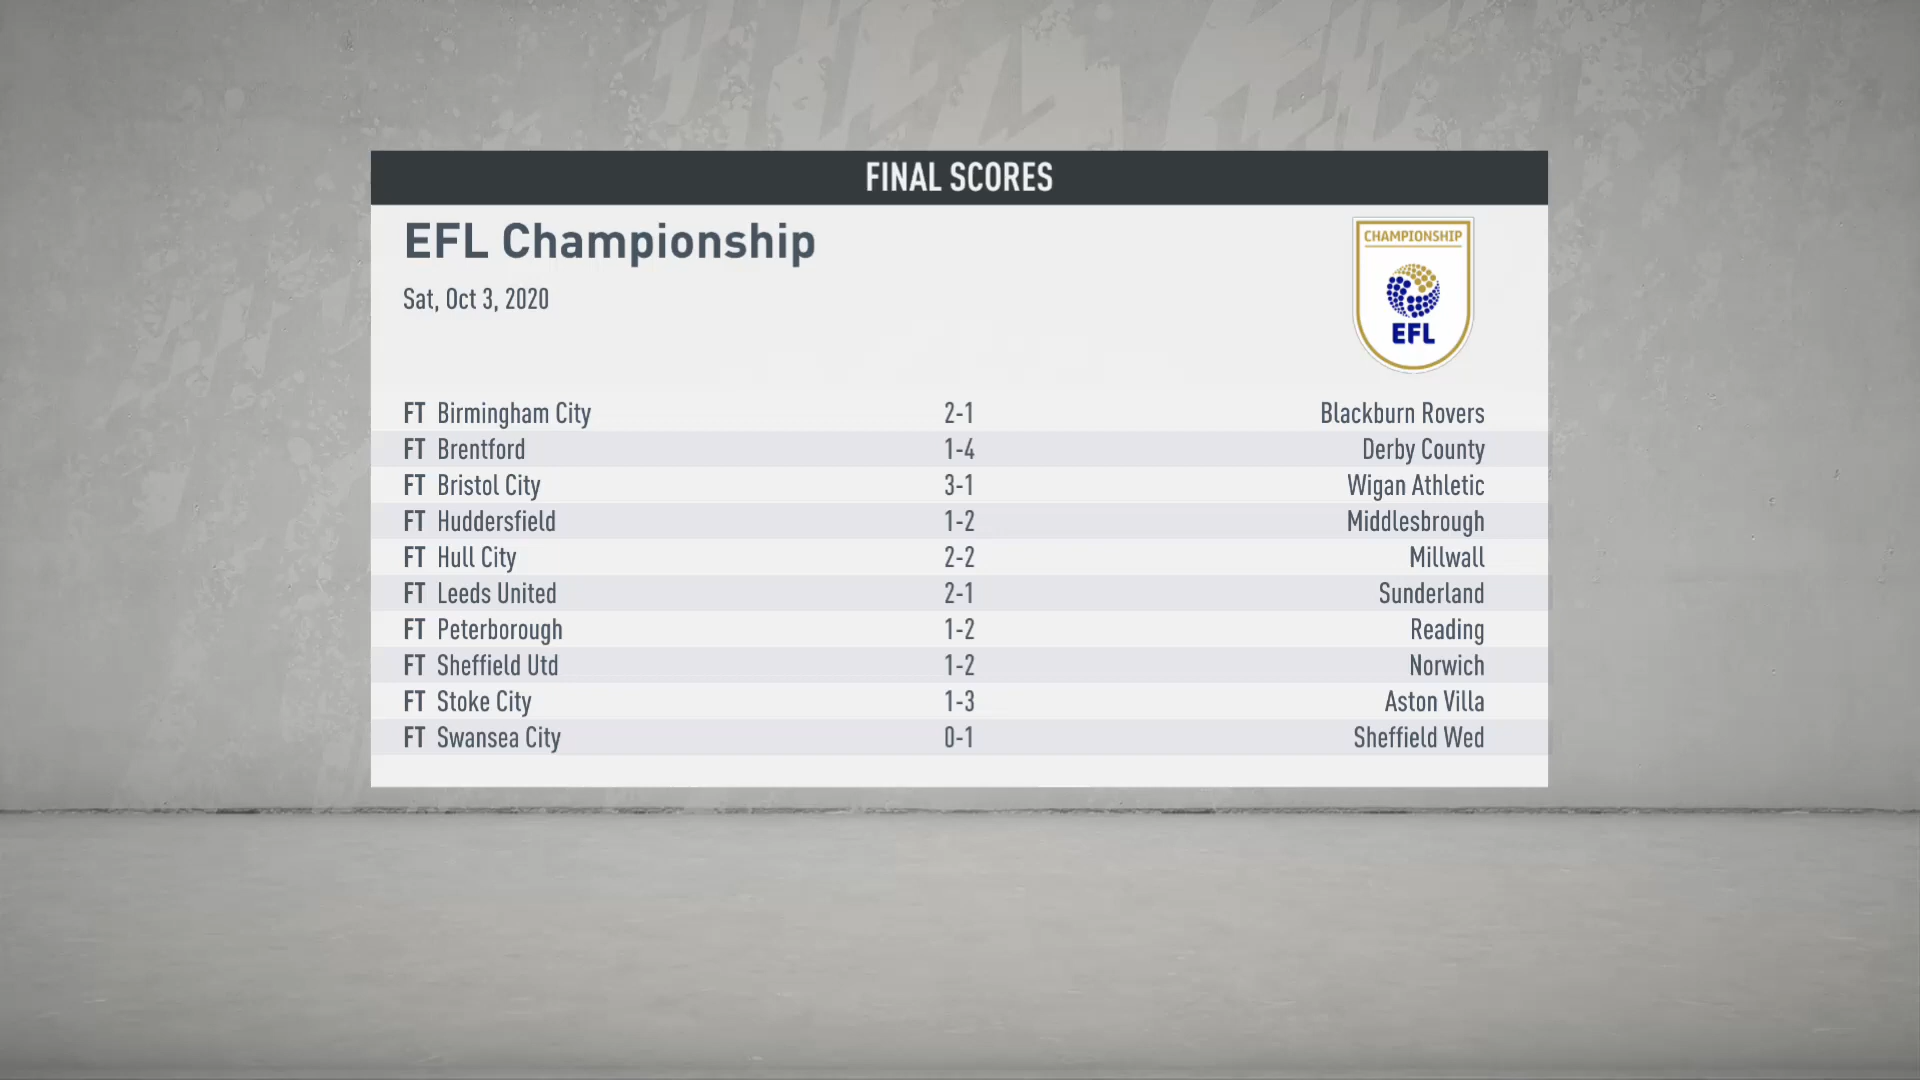 FINAL SCORES
EFL Championship
CHAMPIONSHIP
EFL
Sat, Oct 3, 2020
FT Birmingham City 2-1 Blackburn Rovers
FT Brentford 1-4 Derby County
FT Bristol City 3-1 Wigan Athletic
FT Huddersfield 1-2 Middlesbrough
FT Hull City 2-2 Millwall
FT Leeds United 2-1 Sunderland
FT Peterborough 1-2 Reading
FT Sheffield Utd 1-2 Norwich
FT Stoke City 1-3 Aston Villa
FT Swansea City 0-1 Sheffield Wed